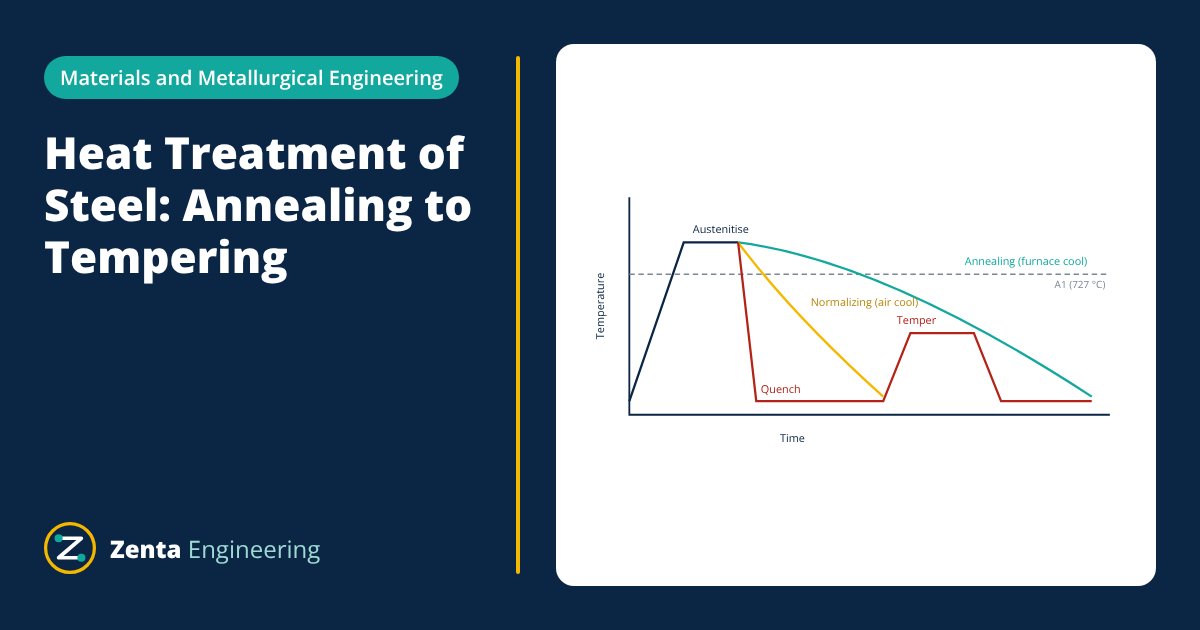 Materials and Metallurgical Engineering
Heat Treatment of
Steel: Annealing to
Tempering
Zenta Engineering
Austenitise
Annealing (furnace cool)
A1 (727 °C)
Normalizing (air cool)
Temper
Quench
Temperature
Time